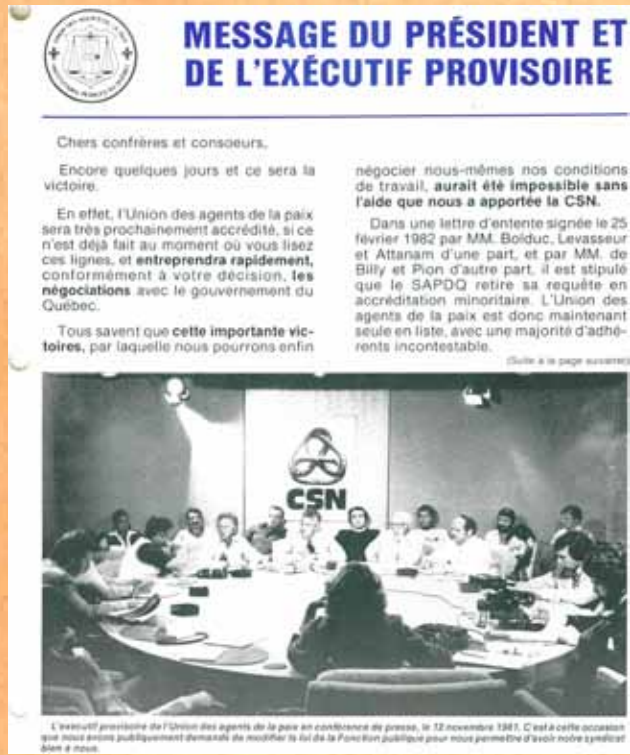 MESSAGE DU PRÉSIDENT ET
DE L'EXÉCUTIF PROVISOIRE
Chers confrères et consoeurs,
Encore quelques jours et ce sera la
victoire.
En effet, l'Union des agents de la paix
sera très prochainement accrédité, si ce
n'est déjà fait au moment où vous lisez
ces lignes, et entreprendra rapidement,
conformément à votre décision, les
négociations avec le gouvernement du
Québec.
Tous savent que cette importante vic-
toires, par laquelle nous pourrons enfin
négocier nous-mêmes nos conditions
de travail, aurait été impossible sans
l'aide que nous a apportée la CSN.
Dans une lettre d'entente signée le 25
février 1982 par MM. Bolduc, Levasseur
et Attanam d'une part, et par MM. de
Billy et Pion d'autre part, il est stipulé
que le SAPDQ retire sa requête en
accréditation minoritaire. L'Union des
agents de la paix est donc maintenant
seule en liste, avec une majorité d'adhé-
rents incontestable.
(Suite à la page suivante)
CSN
L'exécutif provisoire de l'Union des agents de la paix en conférence de presse, le 12 novembre 1981. C'est à cette occasion
que nous avions publiquement demandé de modifier la loi de la Fonction publique pour nous permettre d'avoir notre syndicat
bien à nous.